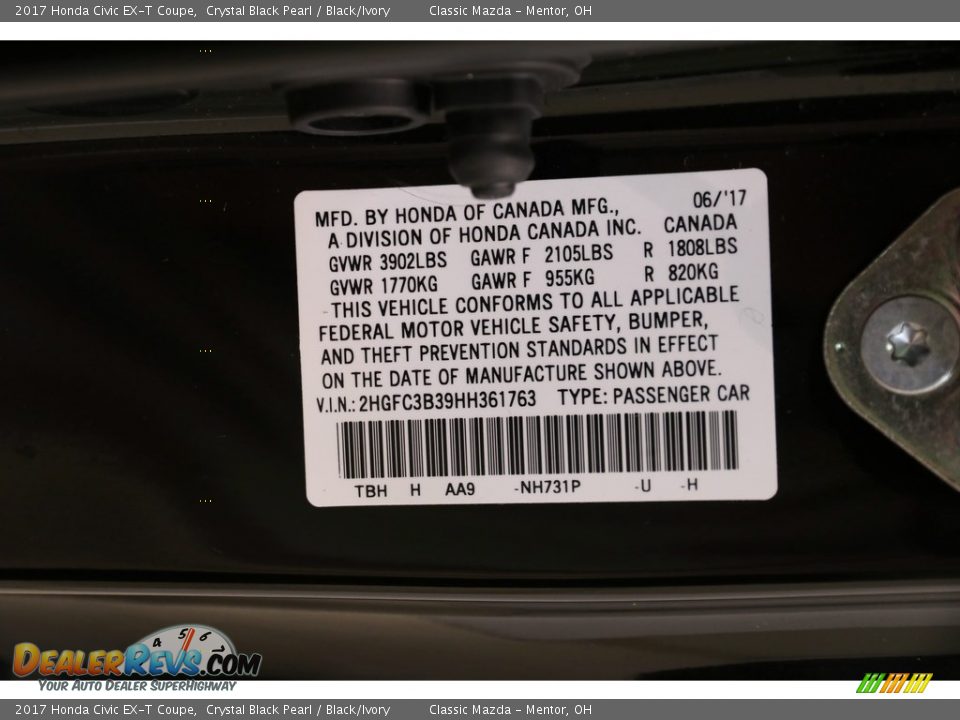 2017 Honda Civic EX-T Coupe, Crystal Black Pearl / Black/Ivory Classic Mazda - Mentor, OH
06/'17
MFD. BY HONDA OF CANADA MFG.,
A DIVISION OF HONDA CANADA INC. CANADA
GVWR 3902LBS GAWR F 2105LBS R 1808LBS
GVWR 1770KG GAWR F 955KG R 820KG
THIS VEHICLE CONFORMS TO ALL APPLICABLE
FEDERAL MOTOR VEHICLE SAFETY, BUMPER,
AND THEFT PREVENTION STANDARDS IN EFFECT
ON THE DATE OF MANUFACTURE SHOWN ABOVE.
V.I.N.: 2HGFC3B39HH361763 TYPE: PASSENGER CAR
TBH H AA9 -NH731P -U -H
4 5 6 7
DEALERREVS.COM
YOUR AUTO DEALER SUPERHIGHWAY
2017 Honda Civic EX-T Coupe, Crystal Black Pearl / Black/Ivory Classic Mazda - Mentor, OH